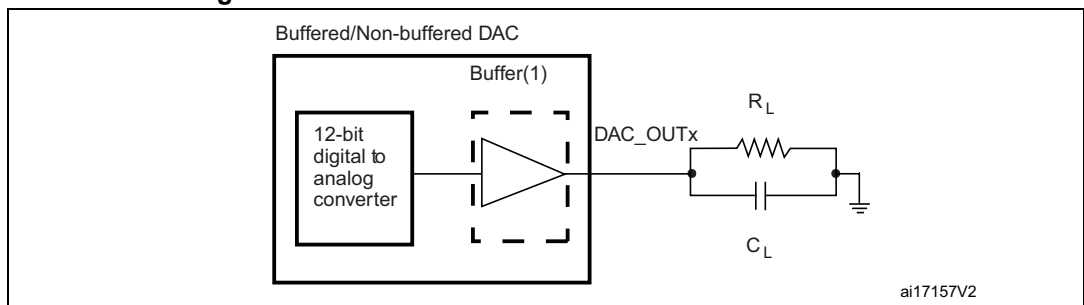 Buffered/Non-buffered DAC
Buffer(1)
12-bit
digital to
analog
converter
DAC_OUTx
R L
C L
ai17157V2